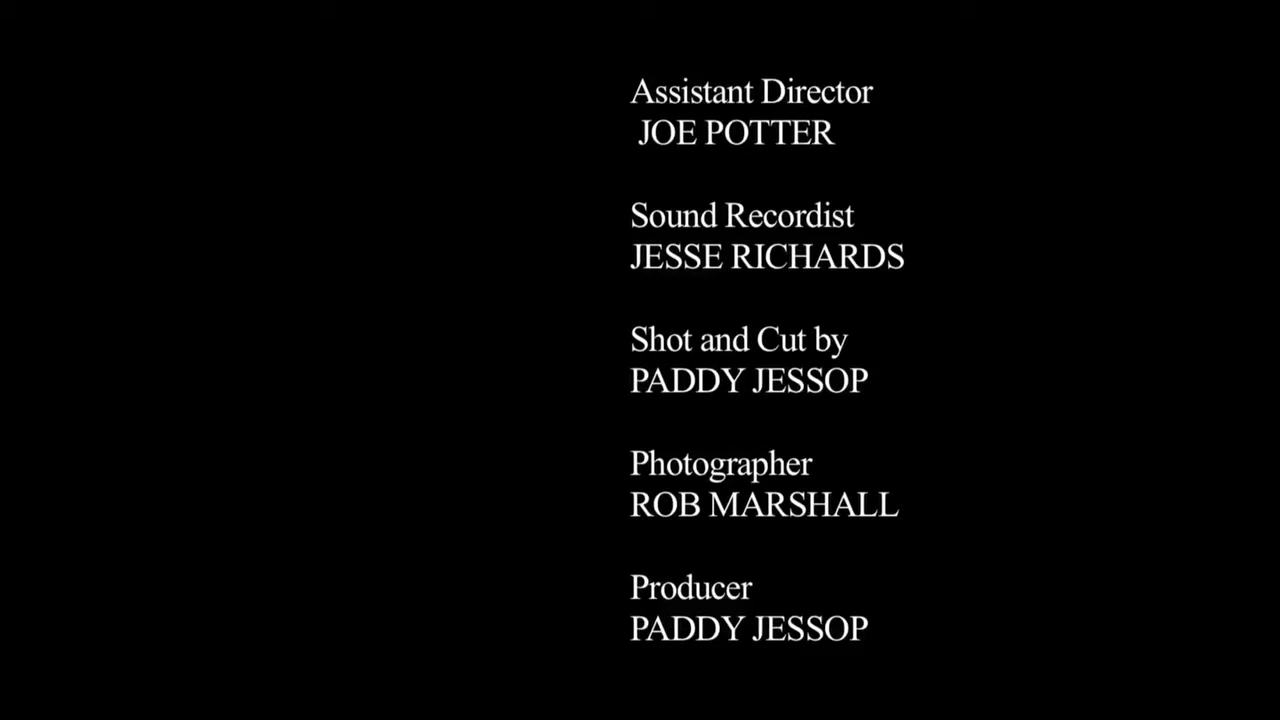 Assistant Director
JOE POTTER
Sound Recordist
JESSE RICHARDS
Shot and Cut by
PADDY JESSOP
Photographer
ROB MARSHALL
Producer
PADDY JESSOP